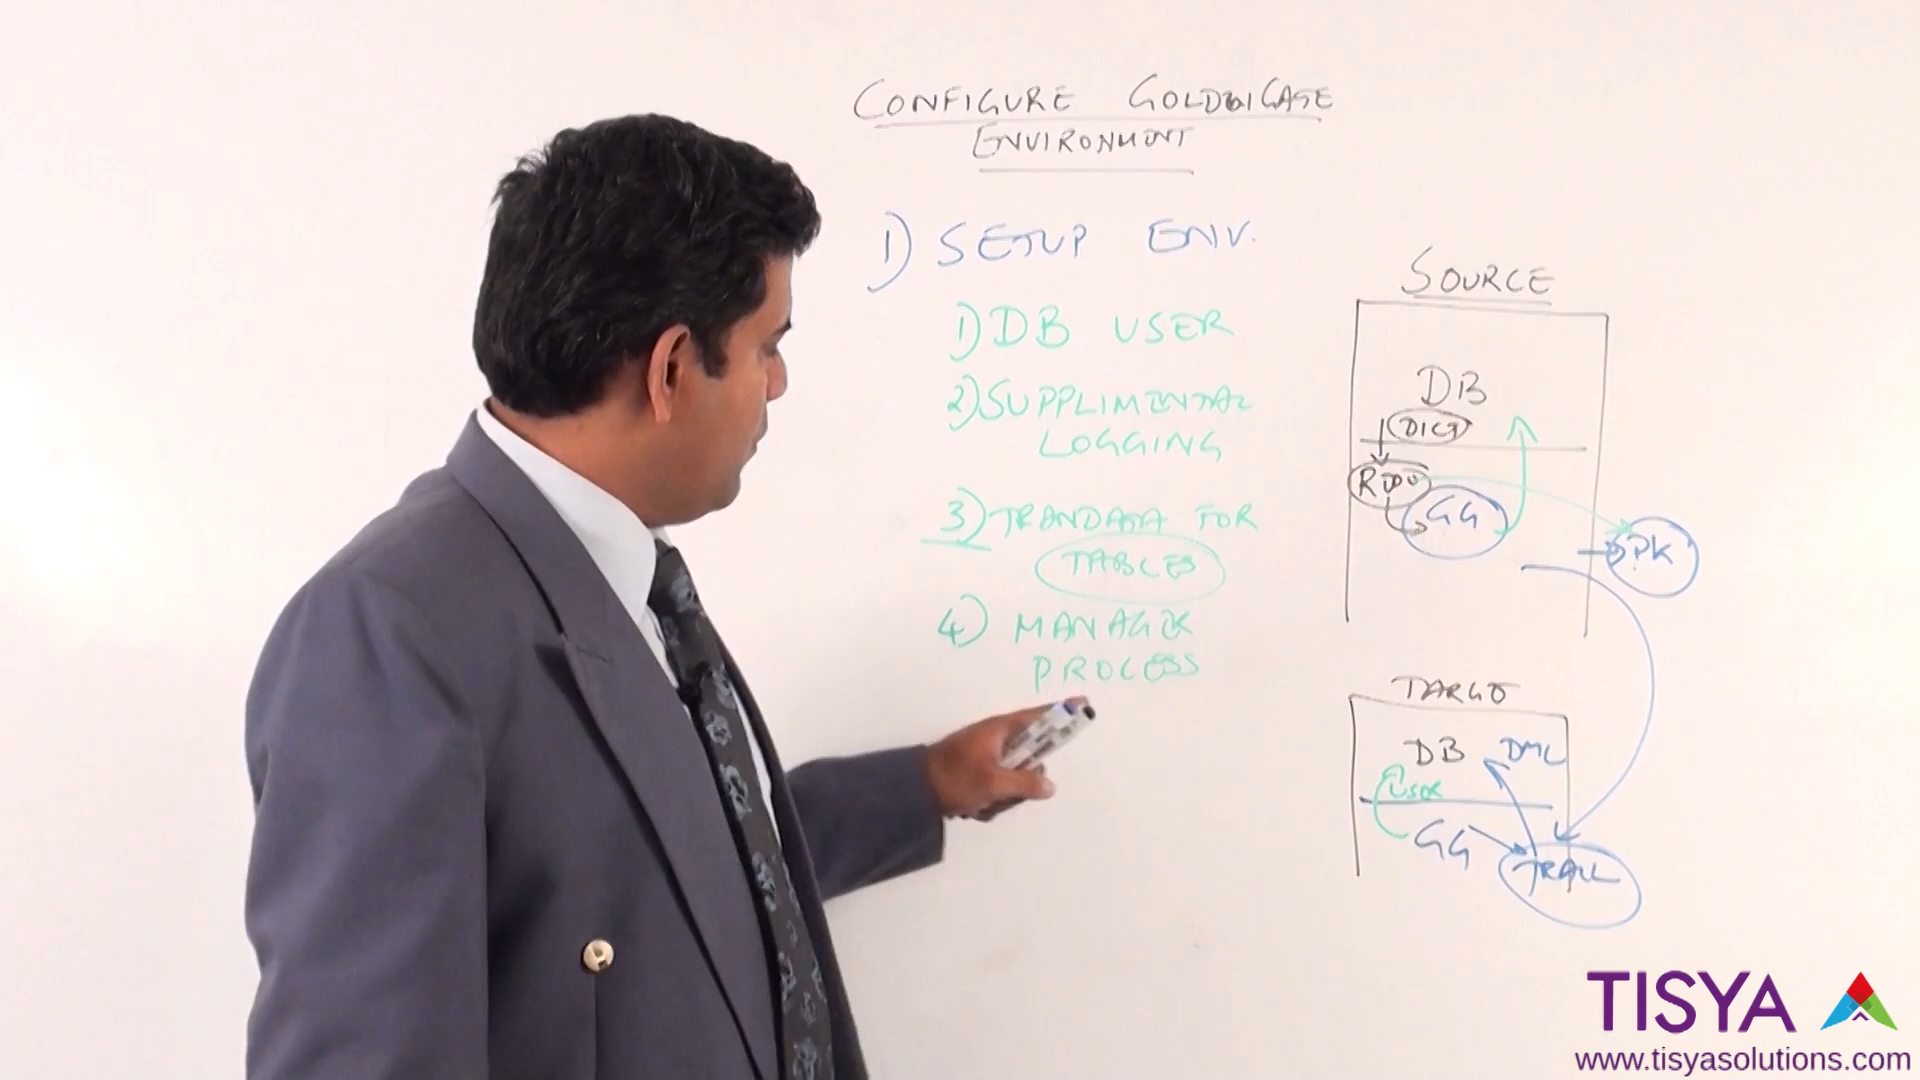 CONFIGURE GOLDENGATE
ENVIRONMENT
1) SETUP ENV.
1) DB USER
2) SUPPLIMENTAL
LOGGING
3) TRANDATA FOR
TABLES
4) MANAGER
PROCESS
SOURCE
DB
DICT
REDO
GG
PK
TARGET
DB DML
USER
GG
TRAIL
TISYA
www.tisyasolutions.com